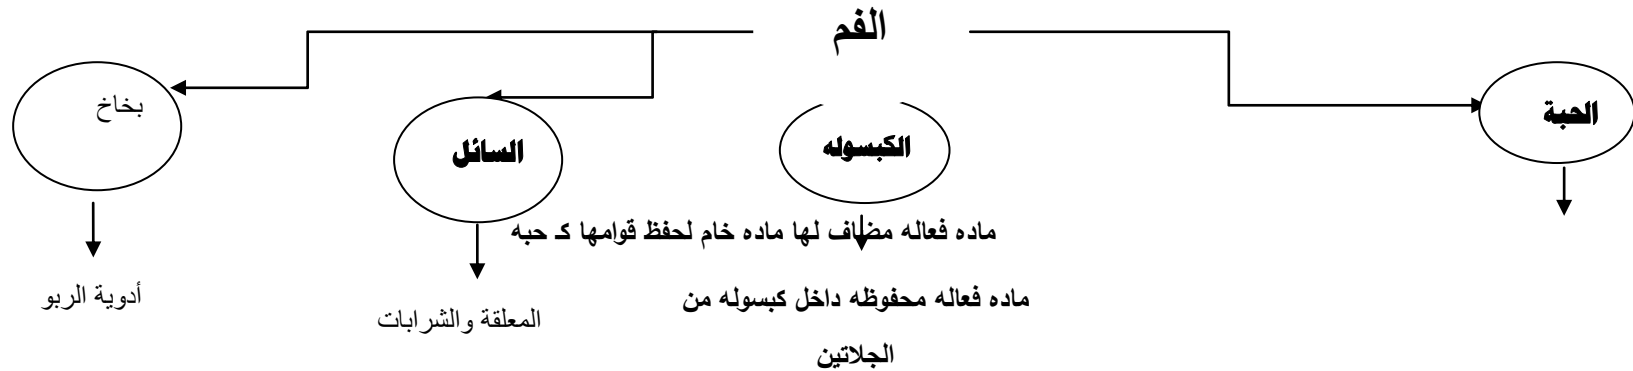 الفم
الحبة
الكبسوله
السائل
بخاخ
ماده فعاله مضاف لها ماده خام لحفظ قوامها كـ حبه
ماده فعاله محفوظه داخل كبسوله من
الجلاتين
المعلقة والشرابات
أدوية الربو